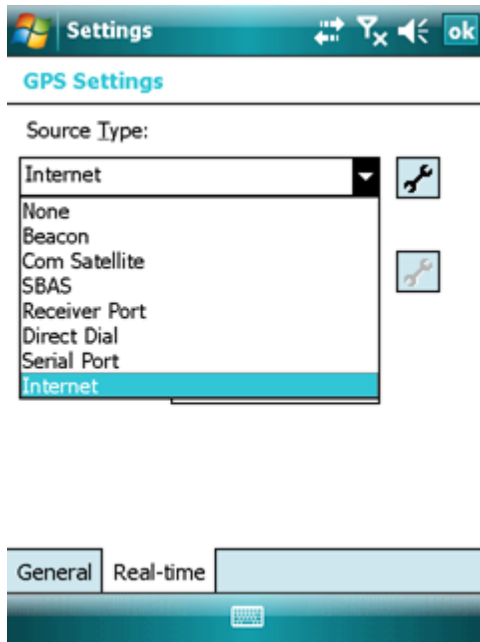 Settings
ok
GPS Settings
Source Type:
Internet
None
Beacon
Com Satellite
SBAS
Receiver Port
Direct Dial
Serial Port
Internet
General
Real-time